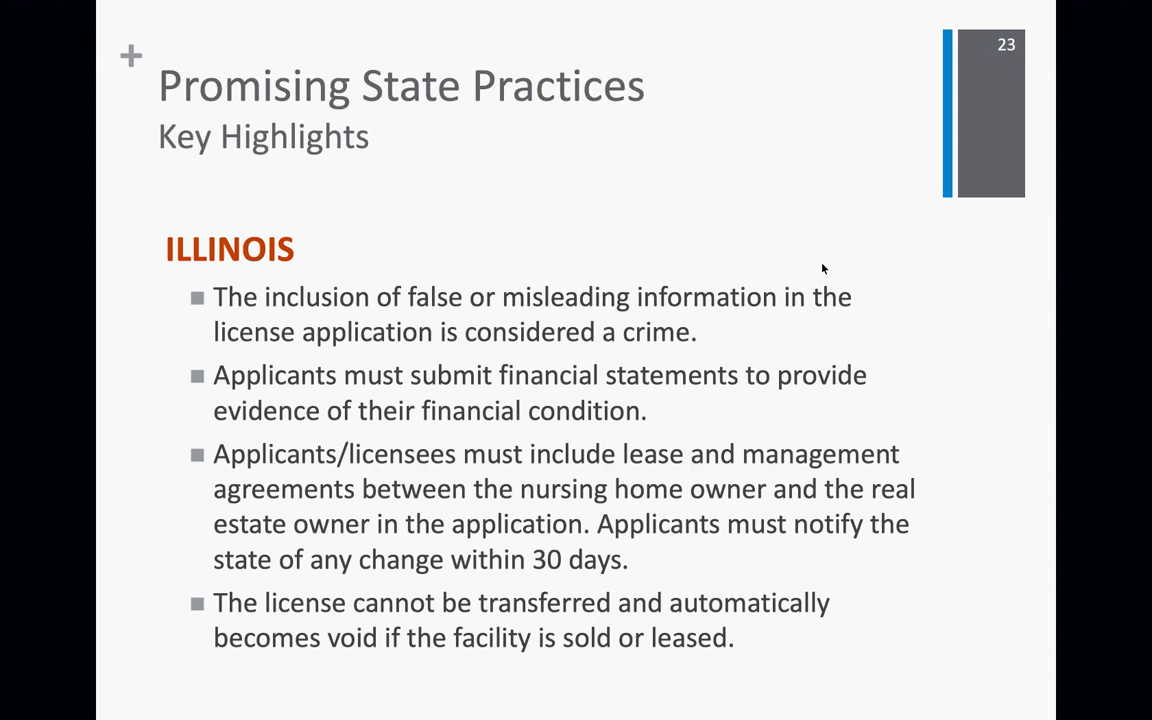 23
+
Promising State Practices
Key Highlights
ILLINOIS
■ The inclusion of false or misleading information in the
license application is considered a crime.
■ Applicants must submit financial statements to provide
evidence of their financial condition.
■ Applicants/licensees must include lease and management
agreements between the nursing home owner and the real
estate owner in the application. Applicants must notify the
state of any change within 30 days.
■ The license cannot be transferred and automatically
becomes void if the facility is sold or leased.